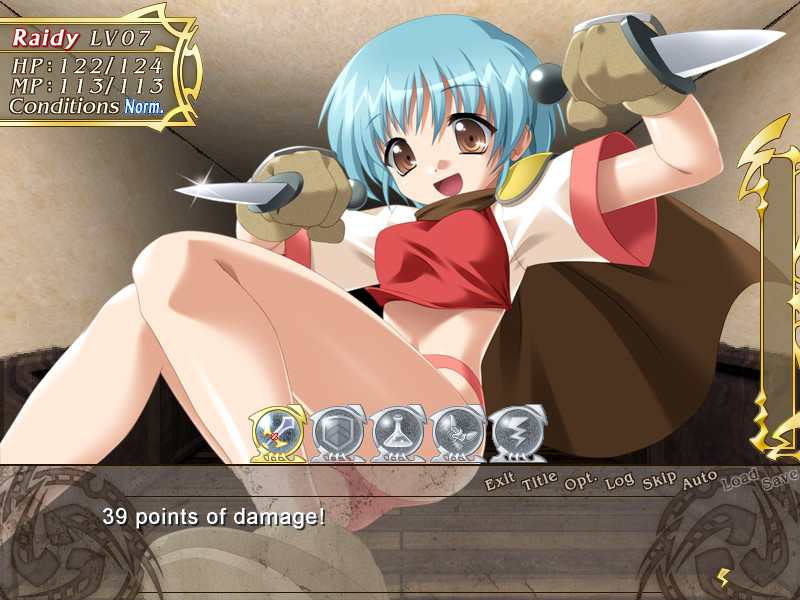 Raidy LV07
HP:122/124
MP:113/113
Conditions Norm.
Exit Title Opt. Log Skip Auto Load Save
39 points of damage!